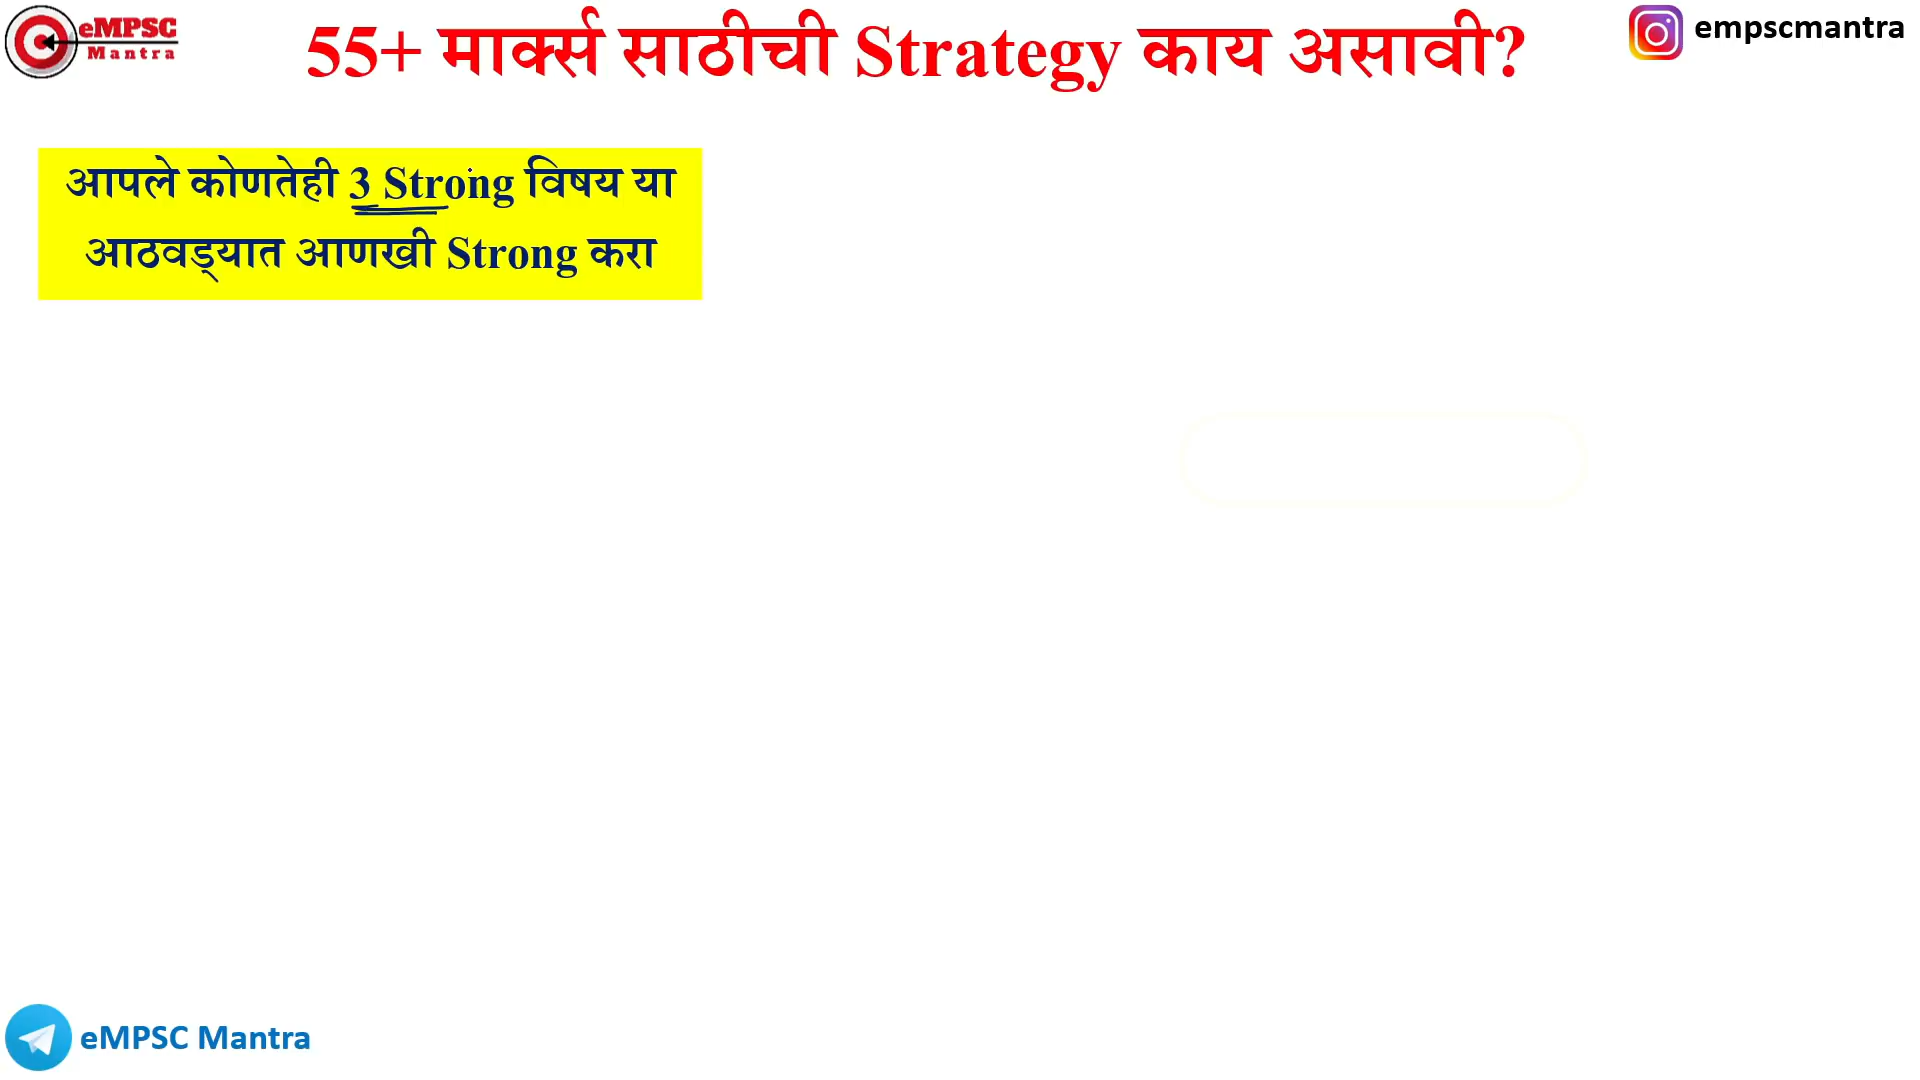 eMPSC
Mantra
55+ मार्क्स साठीची Strategy काय असावी?
empscmantra
आपले कोणतेही 3 Strong विषय या
आठवड्यात आणखी Strong करा
eMPSC Mantra